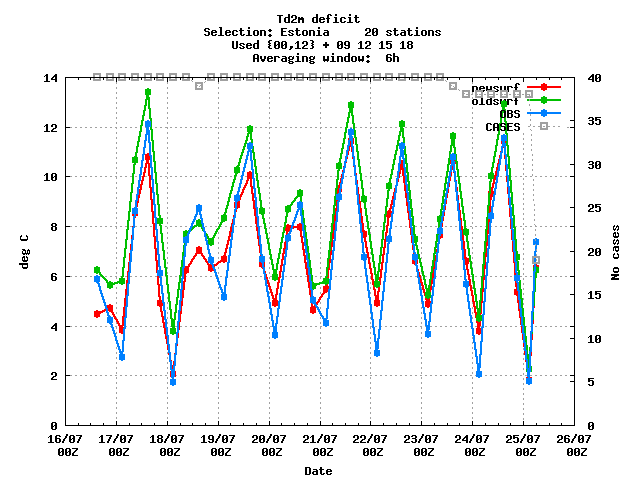 Td2m deficit
Selection: Estonia 20 stations
Used {00,12} + 09 12 15 18
Averaging window: 6h
14 40
newsurf
oldsurf
OBS
CASES
12 35
10 30
25
8
20
6
15
4
10
2
5
0 0
deg C
No cases
16/07 17/07 18/07 19/07 20/07 21/07 22/07 23/07 24/07 25/07 26/07
00Z 00Z 00Z 00Z 00Z 00Z 00Z 00Z 00Z 00Z 00Z
Date